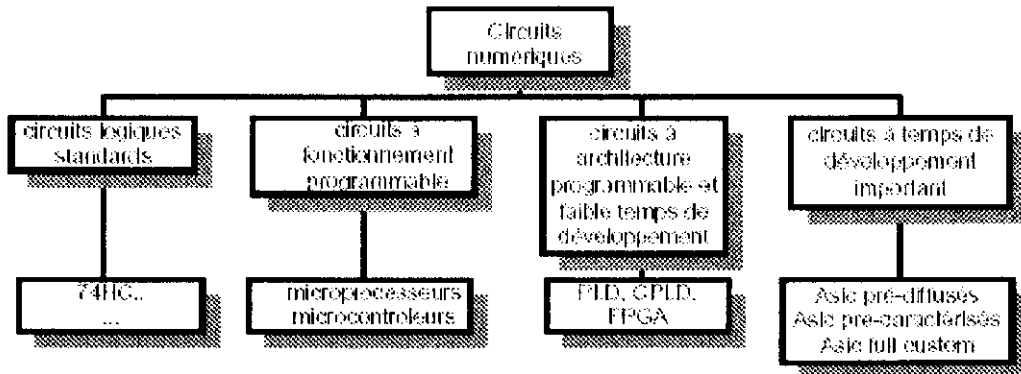 Circuits
numériques
circuits logiques
standards
circuits à
fonctionnement
programmable
circuits à
architecture
programmable et
faible temps de
développement
circuits à temps de
développement
important
74HC..
...
microprocesseurs
microcontroleurs
PLD, CPLD,
FPGA
Asic pré-diffusés
Asic pré-caractérisés
Asic full custom